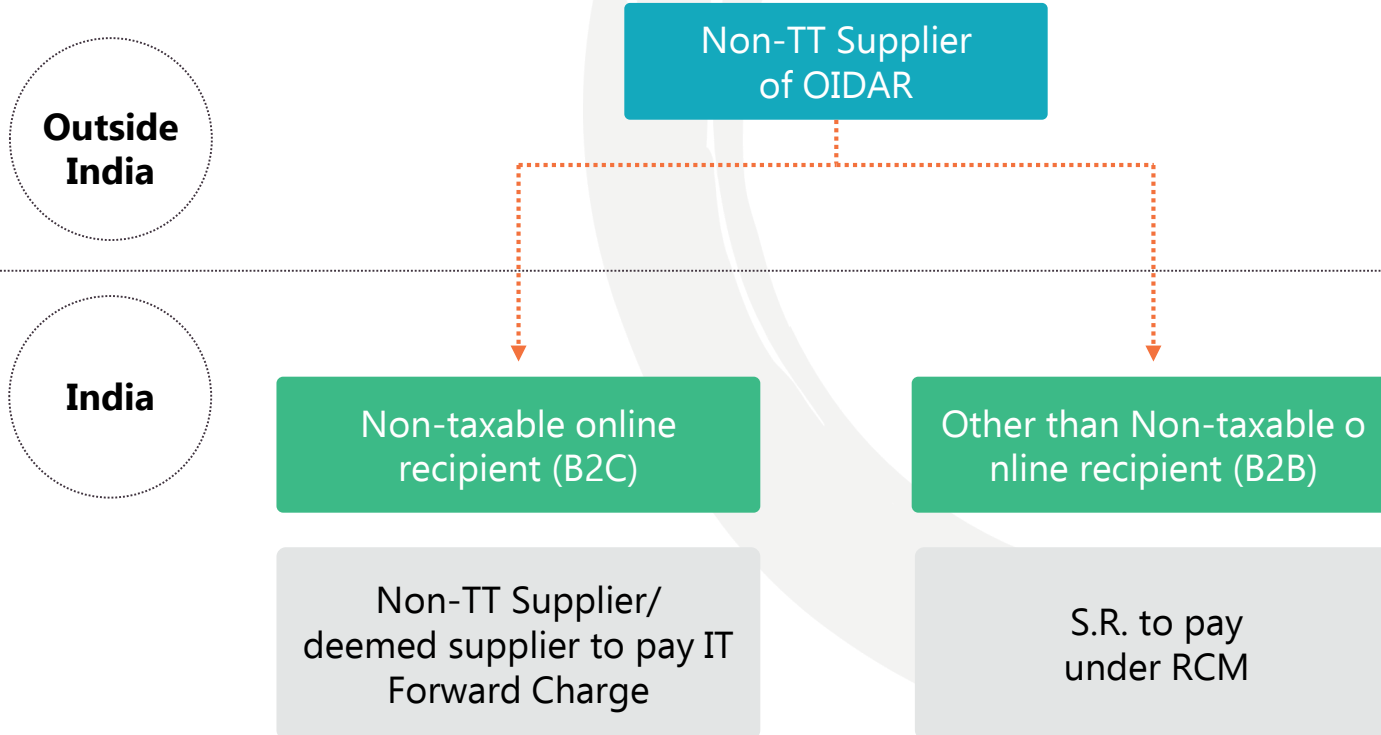 Non-TT Supplier
of OIDAR
Outside
India
India
Non-taxable online
recipient (B2C)
Other than Non-taxable o
nline recipient (B2B)
Non-TT Supplier/
deemed supplier to pay IT
Forward Charge
S.R. to pay
under RCM